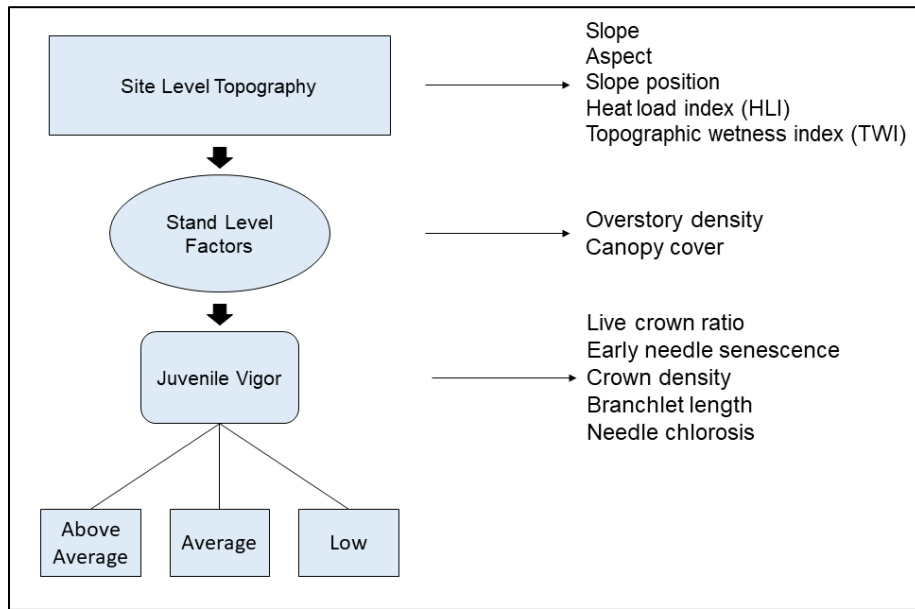 Site Level Topography
Slope
Aspect
Slope position
Heat load index (HLI)
Topographic wetness index (TWI)
Stand Level
Factors
Overstory density
Canopy cover
Juvenile Vigor
Live crown ratio
Early needle senescence
Crown density
Branchlet length
Needle chlorosis
Above
Average
Average
Low